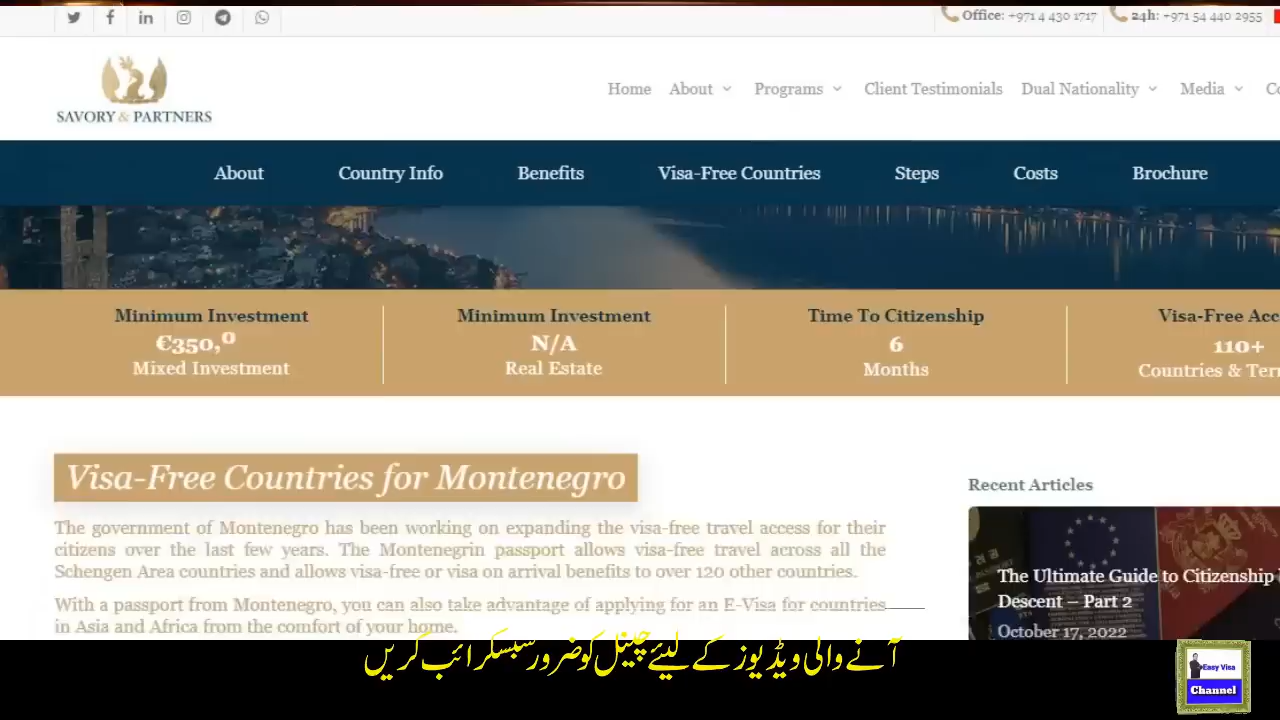 Office: +971 4 430 1717 24h: +971 54 440 2955
SAVORY & PARTNERS
Home About Programs Client Testimonials Dual Nationality Media
About Country Info Benefits Visa-Free Countries Steps Costs Brochure
Minimum Investment Minimum Investment Time To Citizenship Visa-Free
€350,0 N/A 6 110+
Mixed Investment Real Estate Months Countries &
Visa-Free Countries for Montenegro
The government of Montenegro has been working on expanding the visa-free travel access for their
citizens over the last few years. The Montenegrin passport allows visa-free travel across all the
Schengen Area countries and allows visa-free or visa on arrival benefits to over 120 other countries.
With a passport from Montenegro, you can also take advantage of applying for an E-Visa for countries
in Asia and Africa from the comfort of your home.
Recent Articles
The Ultimate Guide to Citizenship
Descent Part 2
October 17, 2022
آنے والی ویڈیوز کے لیئے چینل کو ضرور سبسکرائب کریں
Easy Visa
Channel